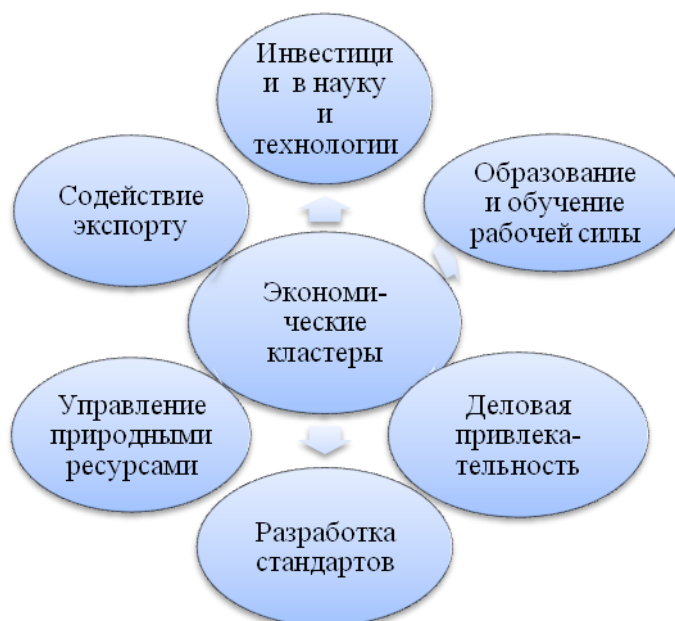 Инвестици
и в науку
и
технологии
Содействие
экспорту
Образование
и обучение
рабочей силы
Экономи-
ческие
кластеры
Управление
природными
ресурсами
Деловая
привлека-
тельность
Разработка
стандартов